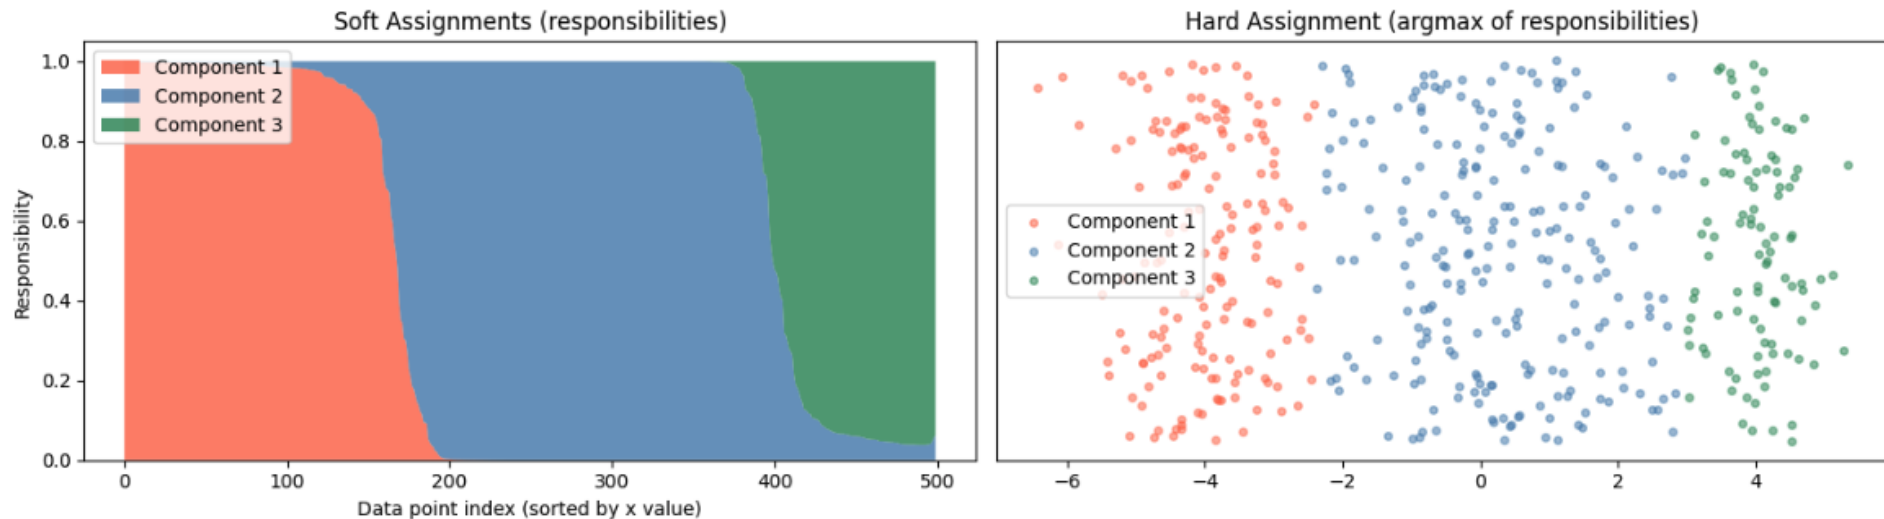 Soft Assignments (responsibilities)
1.0
0.8
0.6
0.4
0.2
0.0
Responsibility
Component 1
Component 2
Component 3
0 100 200 300 400 500
Data point index (sorted by x value)
Hard Assignment (argmax of responsibilities)
Component 1
Component 2
Component 3
−6 −4 −2 0 2 4